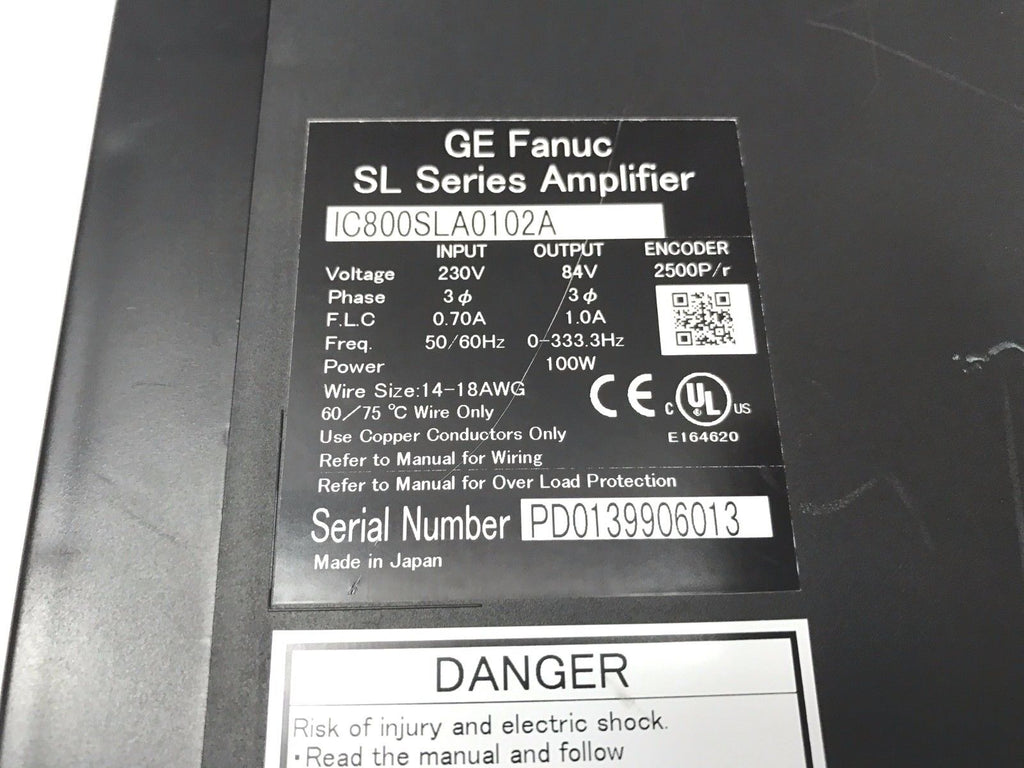 GE Fanuc
SL Series Amplifier
IC800SLA0102A
INPUT OUTPUT ENCODER
Voltage 230V 84V 2500P/r
Phase 3φ 3φ
F.L.C 0.70A 1.0A
Freq. 50/60Hz 0-333.3Hz
Power 100W
Wire Size:14-18AWG
60/75 ℃ Wire Only
Use Copper Conductors Only
Refer to Manual for Wiring
Refer to Manual for Over Load Protection
CE C UL US
E164620
Serial Number PD0139906013
Made in Japan
DANGER
Risk of injury and electric shock.
・Read the manual and follow